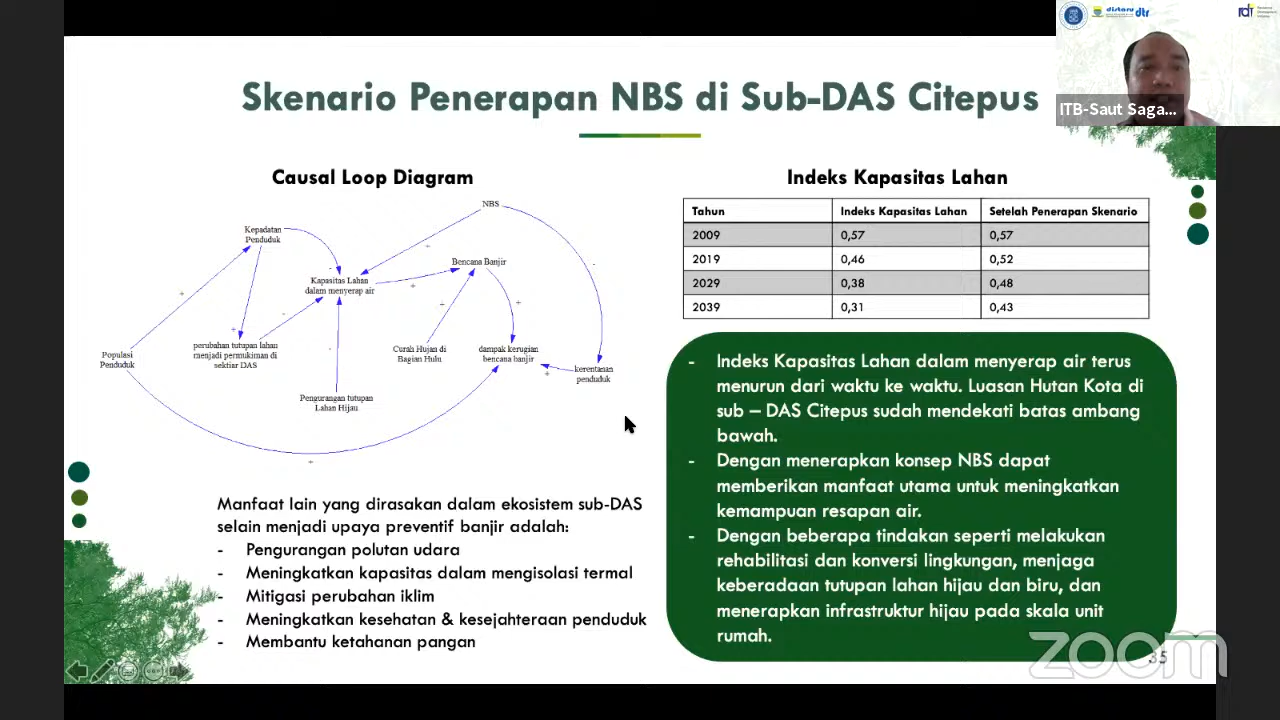 distaru dtr
rdi
ITB-Saut Saga...
Skenario Penerapan NBS di Sub-DAS Citepus
Causal Loop Diagram
NBS
Kepadatan
Penduduk
Bencana Banjir
Kapasitas Lahan
dalam menyerap air
Populasi
Penduduk
perubahan tutupan lahan
menjadi permukiman di
sektiar DAS
Curah Hujan di
Bagian Hulu
dampak kerugian
bencana banjir
kerentanan
penduduk
Pengurangan tutupan
Lahan Hijau
Manfaat lain yang dirasakan dalam ekosistem sub-DAS
selain menjadi upaya preventif banjir adalah:
- Pengurangan polutan udara
- Meningkatkan kapasitas dalam mengisolasi termal
- Mitigasi perubahan iklim
- Meningkatkan kesehatan & kesejahteraan penduduk
- Membantu ketahanan pangan
Indeks Kapasitas Lahan
Tahun Indeks Kapasitas Lahan Setelah Penerapan Skenario
2009 0,57 0,57
2019 0,46 0,52
2029 0,38 0,48
2039 0,31 0,43
- Indeks Kapasitas Lahan dalam menyerap air terus
menurun dari waktu ke waktu. Luasan Hutan Kota di
sub – DAS Citepus sudah mendekati batas ambang
bawah.
- Dengan menerapkan konsep NBS dapat
memberikan manfaat utama untuk meningkatkan
kemampuan resapan air.
- Dengan beberapa tindakan seperti melakukan
rehabilitasi dan konversi lingkungan, menjaga
keberadaan tutupan lahan hijau dan biru, dan
menerapkan infrastruktur hijau pada skala unit
rumah.
35
zoom